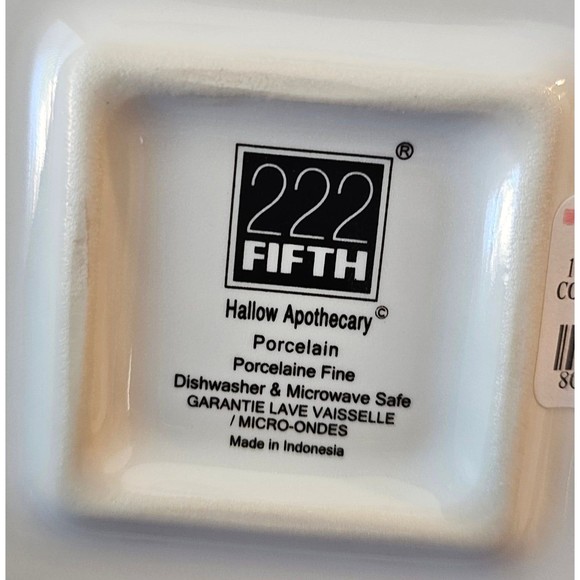 222
FIFTH ®
Hallow Apothecary ©
Porcelain
Porcelaine Fine
Dishwasher & Microwave Safe
GARANTIE LAVE VAISSELLE
/ MICRO-ONDES
Made in Indonesia